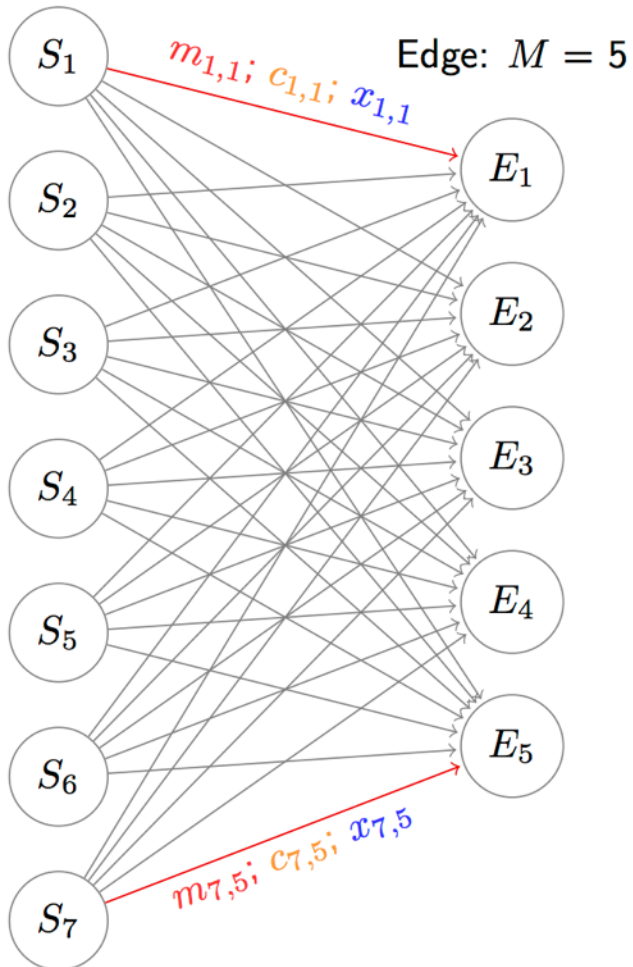 S₁
m₁,₁; c₁,₁; x₁,₁
Edge: M = 5
E₁
S₂
E₂
S₃
E₃
S₄
E₄
S₅
E₅
S₆
m₇,₅; c₇,₅; x₇,₅
S₇